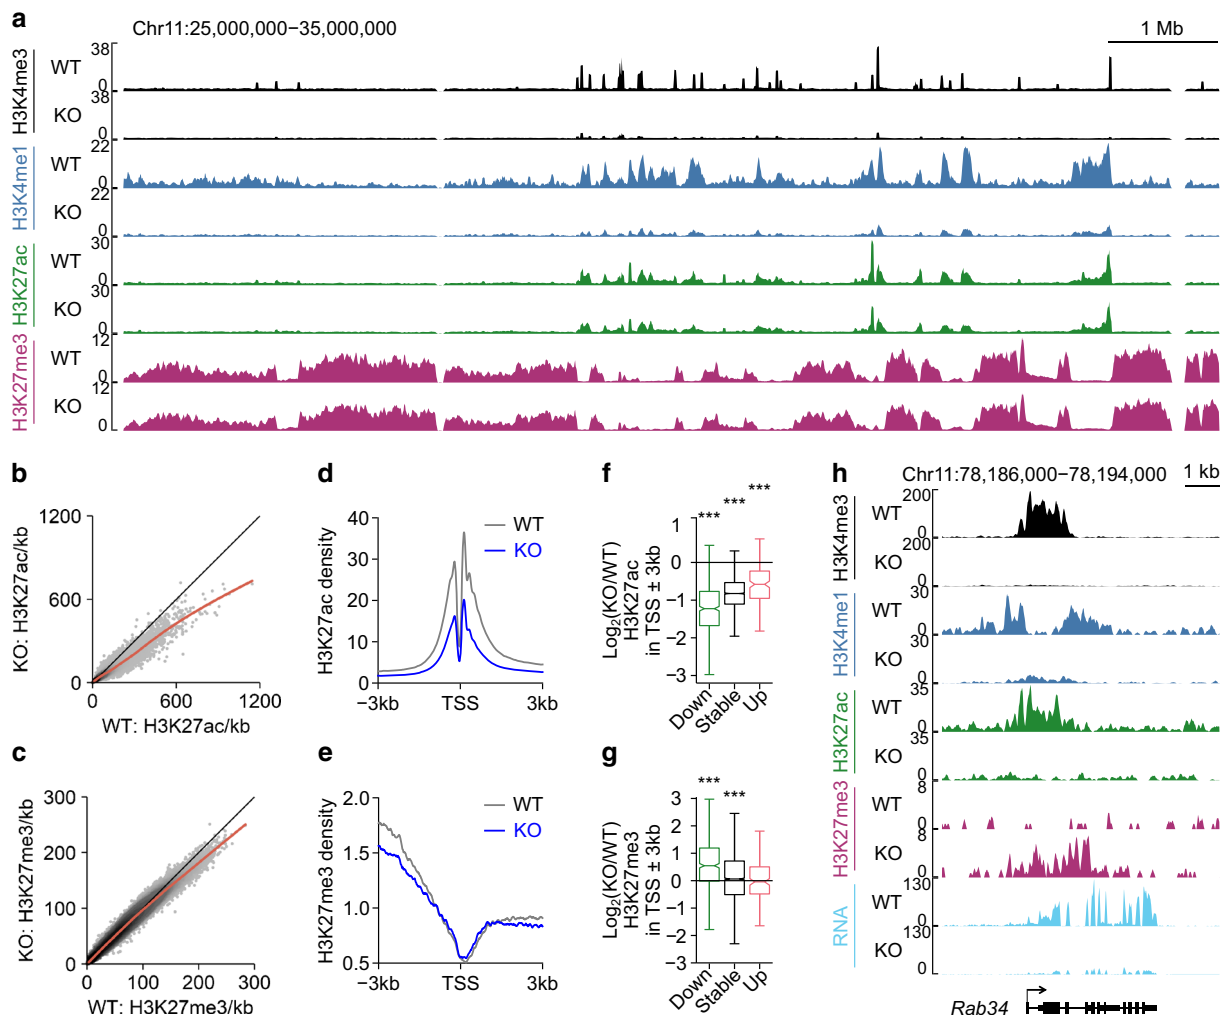 a
Chr11:25,000,000−35,000,000
1 Mb
H3K4me3
WT
38
0
KO
38
0
H3K4me1
WT
22
0
KO
22
0
H3K27ac
WT
30
0
KO
30
0
H3K27me3
WT
12
0
KO
12
0
b
KO: H3K27ac/kb
1200
600
0
0 600 1200
WT: H3K27ac/kb
c
KO: H3K27me3/kb
300
200
100
0
0 100 200 300
WT: H3K27me3/kb
d
H3K27ac density
40
30
20
10
0
WT
KO
−3kb TSS 3kb
e
H3K27me3 density
2.0
1.5
1.0
0.5
WT
KO
−3kb TSS 3kb
f
Log2(KO/WT)
H3K27ac
in TSS ± 3kb
1
0
−1
−2
−3
*** *** ***
Down Stable Up
g
Log2(KO/WT)
H3K27me3
in TSS ± 3kb
3
2
1
0
−1
−2
−3
*** ***
Down Stable Up
h
Chr11:78,186,000−78,194,000
1 kb
H3K4me3
WT
200
0
KO
200
0
H3K4me1
WT
30
0
KO
30
0
H3K27ac
WT
35
0
KO
35
0
H3K27me3
WT
8
0
KO
8
0
RNA
WT
130
0
KO
130
0
Rab34